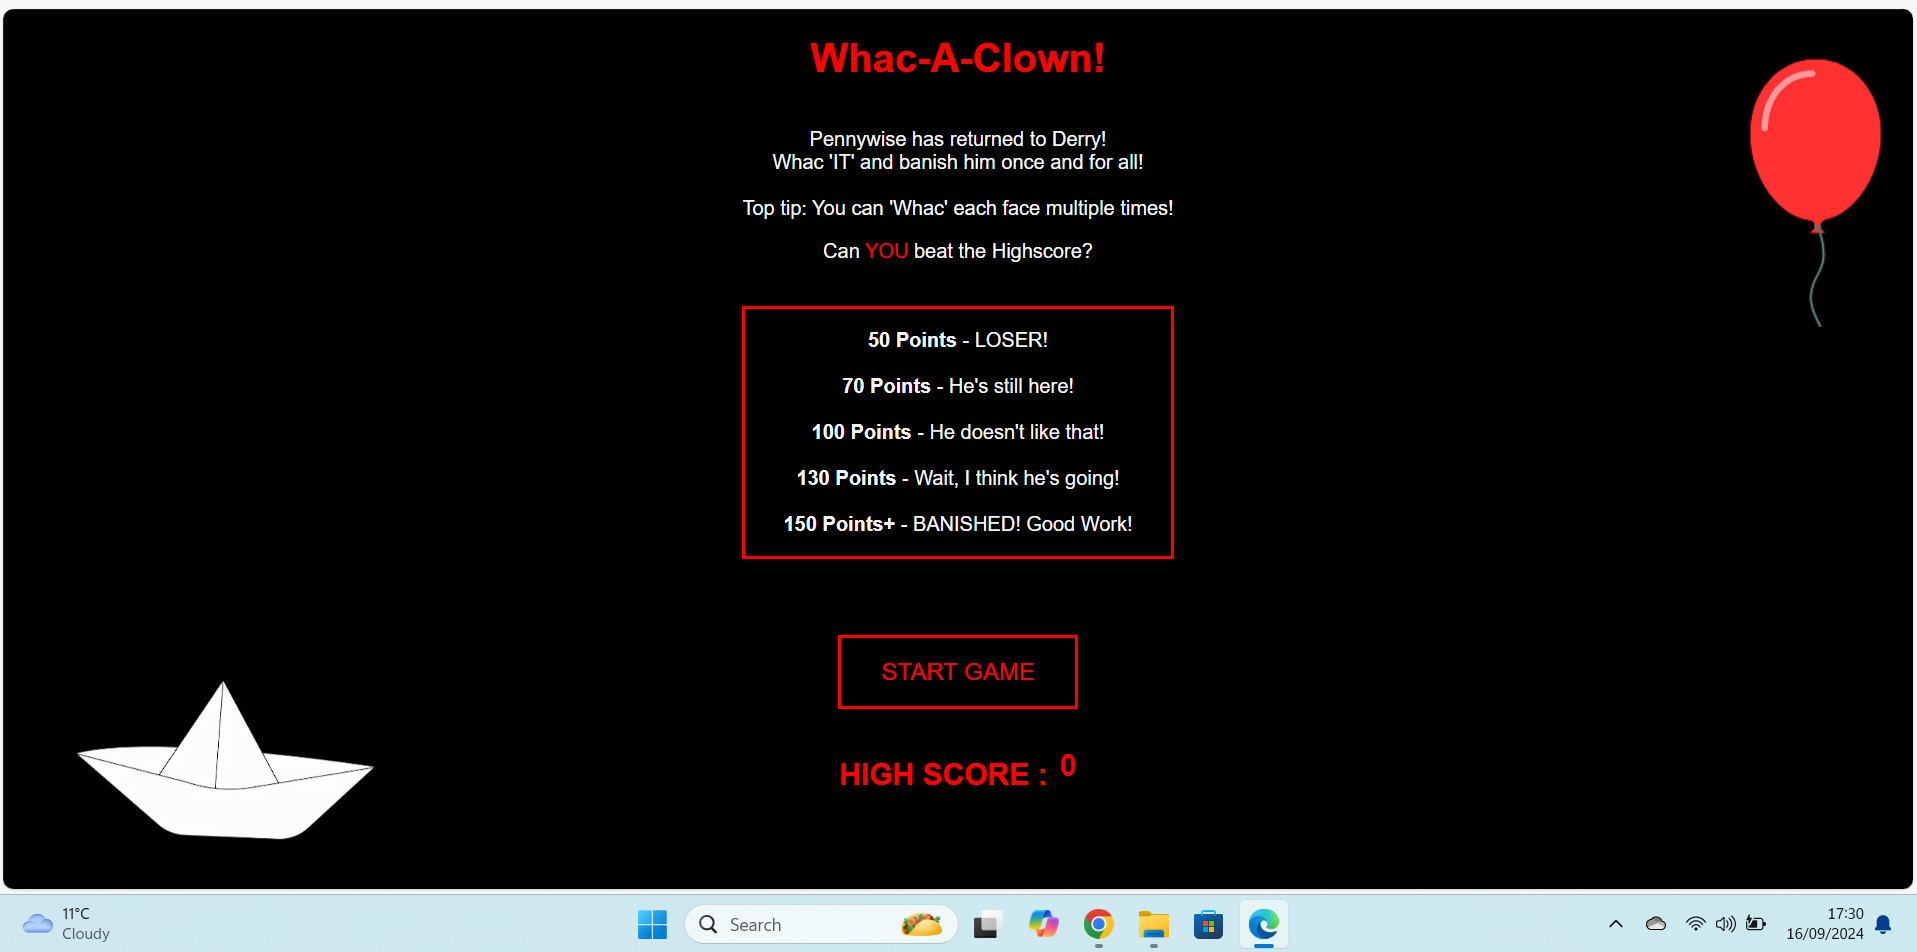 Whac-A-Clown!
Pennywise has returned to Derry!
Whac 'IT' and banish him once and for all!
Top tip: You can 'Whac' each face multiple times!
Can YOU beat the Highscore?
50 Points - LOSER!
70 Points - He's still here!
100 Points - He doesn't like that!
130 Points - Wait, I think he's going!
150 Points+ - BANISHED! Good Work!
START GAME
HIGH SCORE : 0
11°C
Cloudy
Search
17:30
16/09/2024